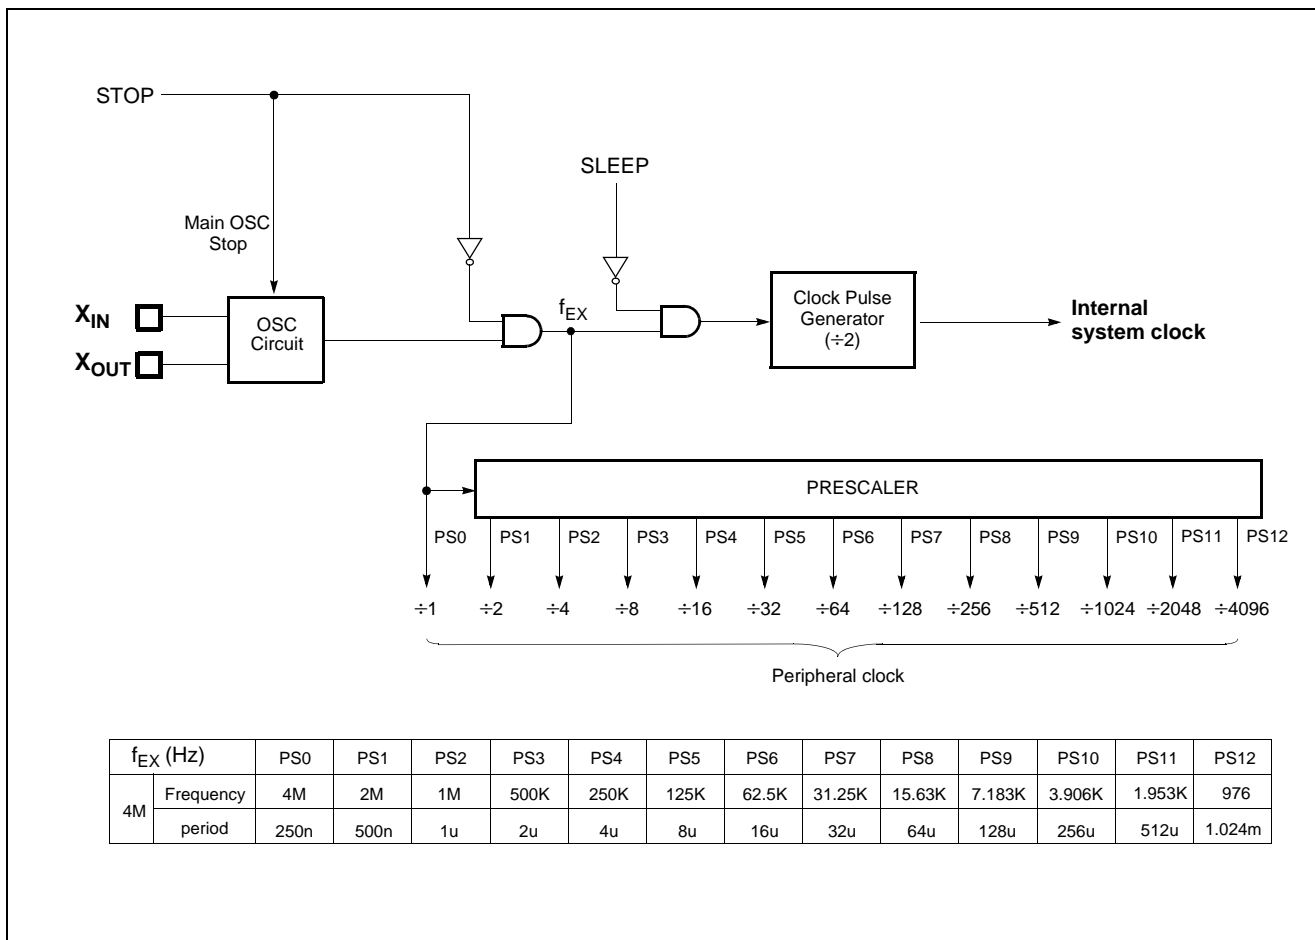 STOP
SLEEP
Main OSC
Stop
XIN
XOUT
OSC
Circuit
fEX
Clock Pulse
Generator
(÷2)
Internal
system clock
PRESCALER
PS0 PS1 PS2 PS3 PS4 PS5 PS6 PS7 PS8 PS9 PS10 PS11 PS12
÷1 ÷2 ÷4 ÷8 ÷16 ÷32 ÷64 ÷128 ÷256 ÷512 ÷1024 ÷2048 ÷4096
Peripheral clock
fEX (Hz) PS0 PS1 PS2 PS3 PS4 PS5 PS6 PS7 PS8 PS9 PS10 PS11 PS12
4M Frequency 4M 2M 1M 500K 250K 125K 62.5K 31.25K 15.63K 7.183K 3.906K 1.953K 976
period 250n 500n 1u 2u 4u 8u 16u 32u 64u 128u 256u 512u 1.024m